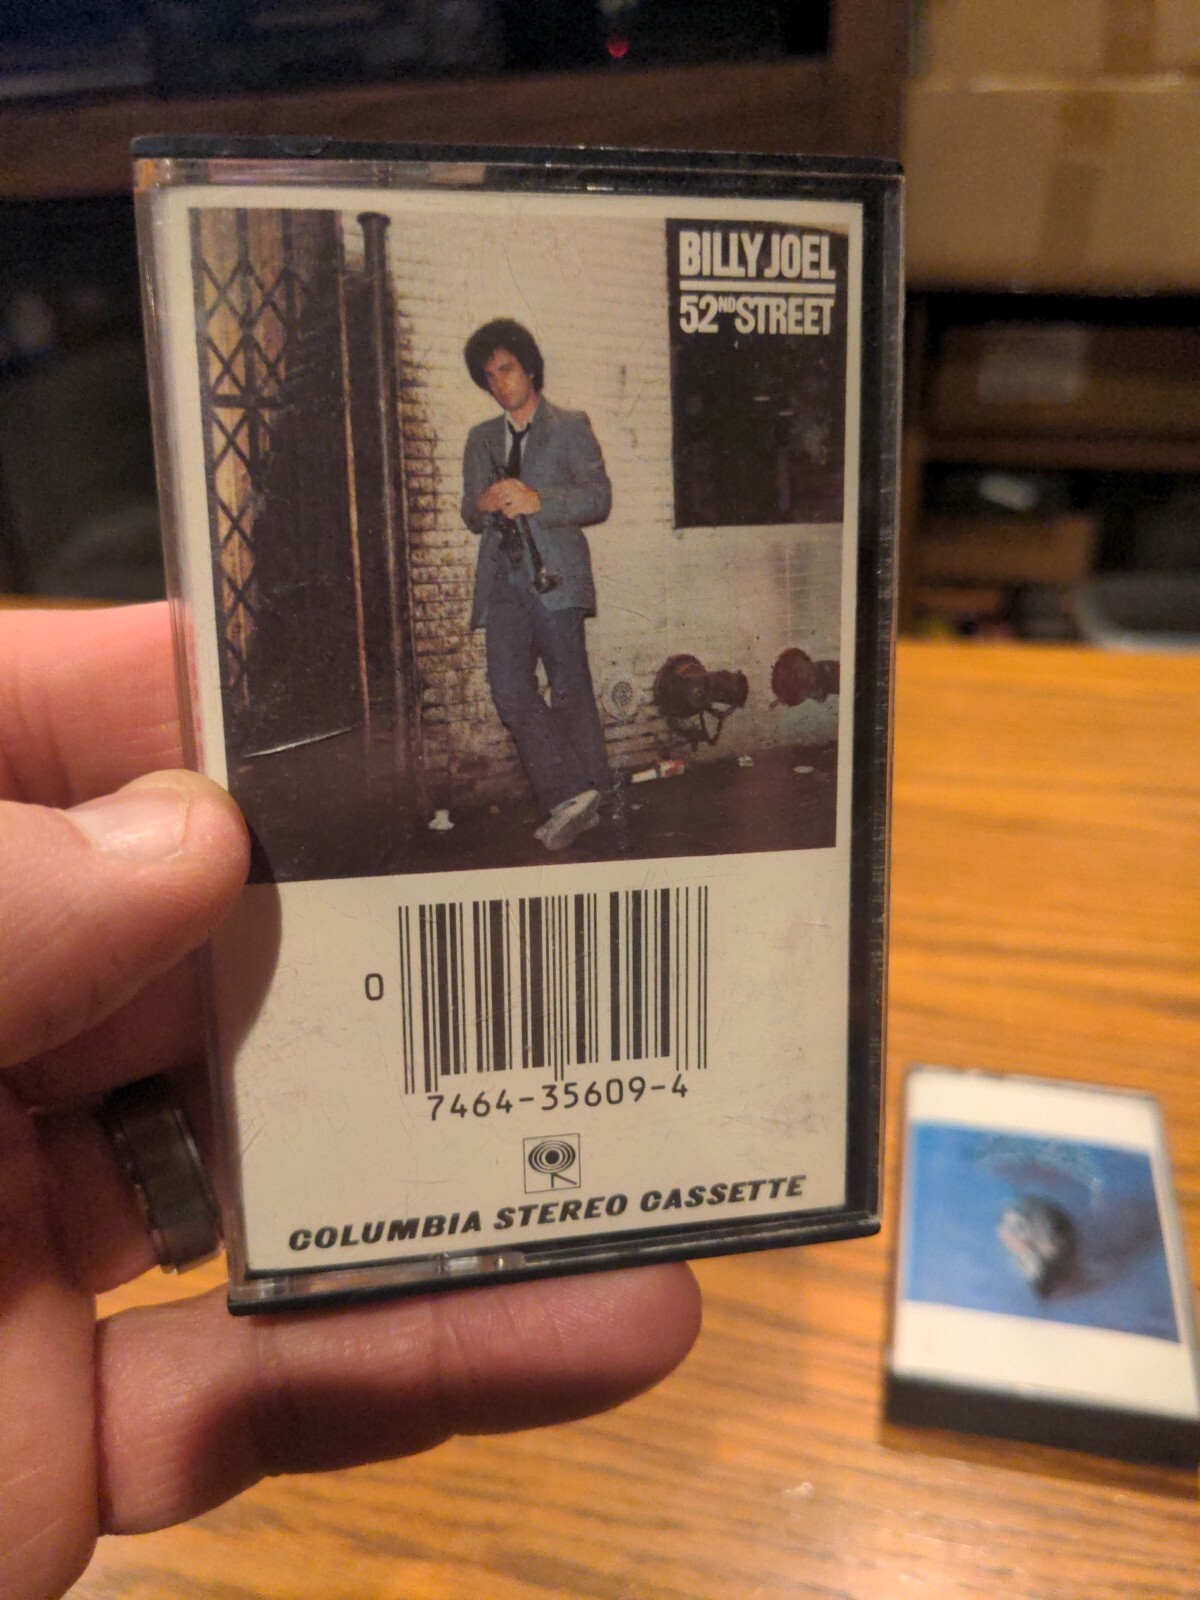 BILLY JOEL
52ND STREET
0
7464-35609-4
COLUMBIA STEREO CASSETTE